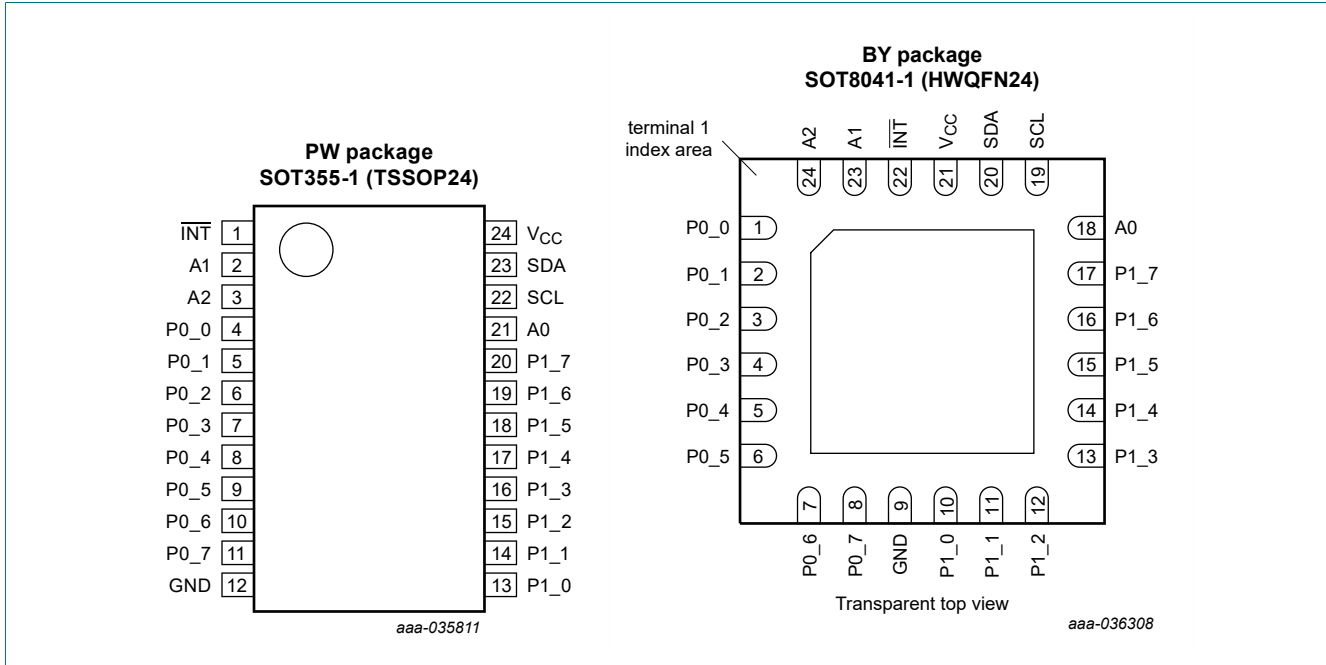 PW package
SOT355-1 (TSSOP24)
INT 1
A1 2
A2 3
P0_0 4
P0_1 5
P0_2 6
P0_3 7
P0_4 8
P0_5 9
P0_6 10
P0_7 11
GND 12
24 VCC
23 SDA
22 SCL
21 A0
20 P1_7
19 P1_6
18 P1_5
17 P1_4
16 P1_3
15 P1_2
14 P1_1
13 P1_0
aaa-035811
BY package
SOT8041-1 (HWQFN24)
terminal 1
index area
A2 A1 INT VCC SDA SCL
24 23 22 21 20 19
P0_0 1
P0_1 2
P0_2 3
P0_3 4
P0_4 5
P0_5 6
18 A0
17 P1_7
16 P1_6
15 P1_5
14 P1_4
13 P1_3
7 8 9 10 11 12
P0_6 P0_7 GND P1_0 P1_1 P1_2
Transparent top view
aaa-036308